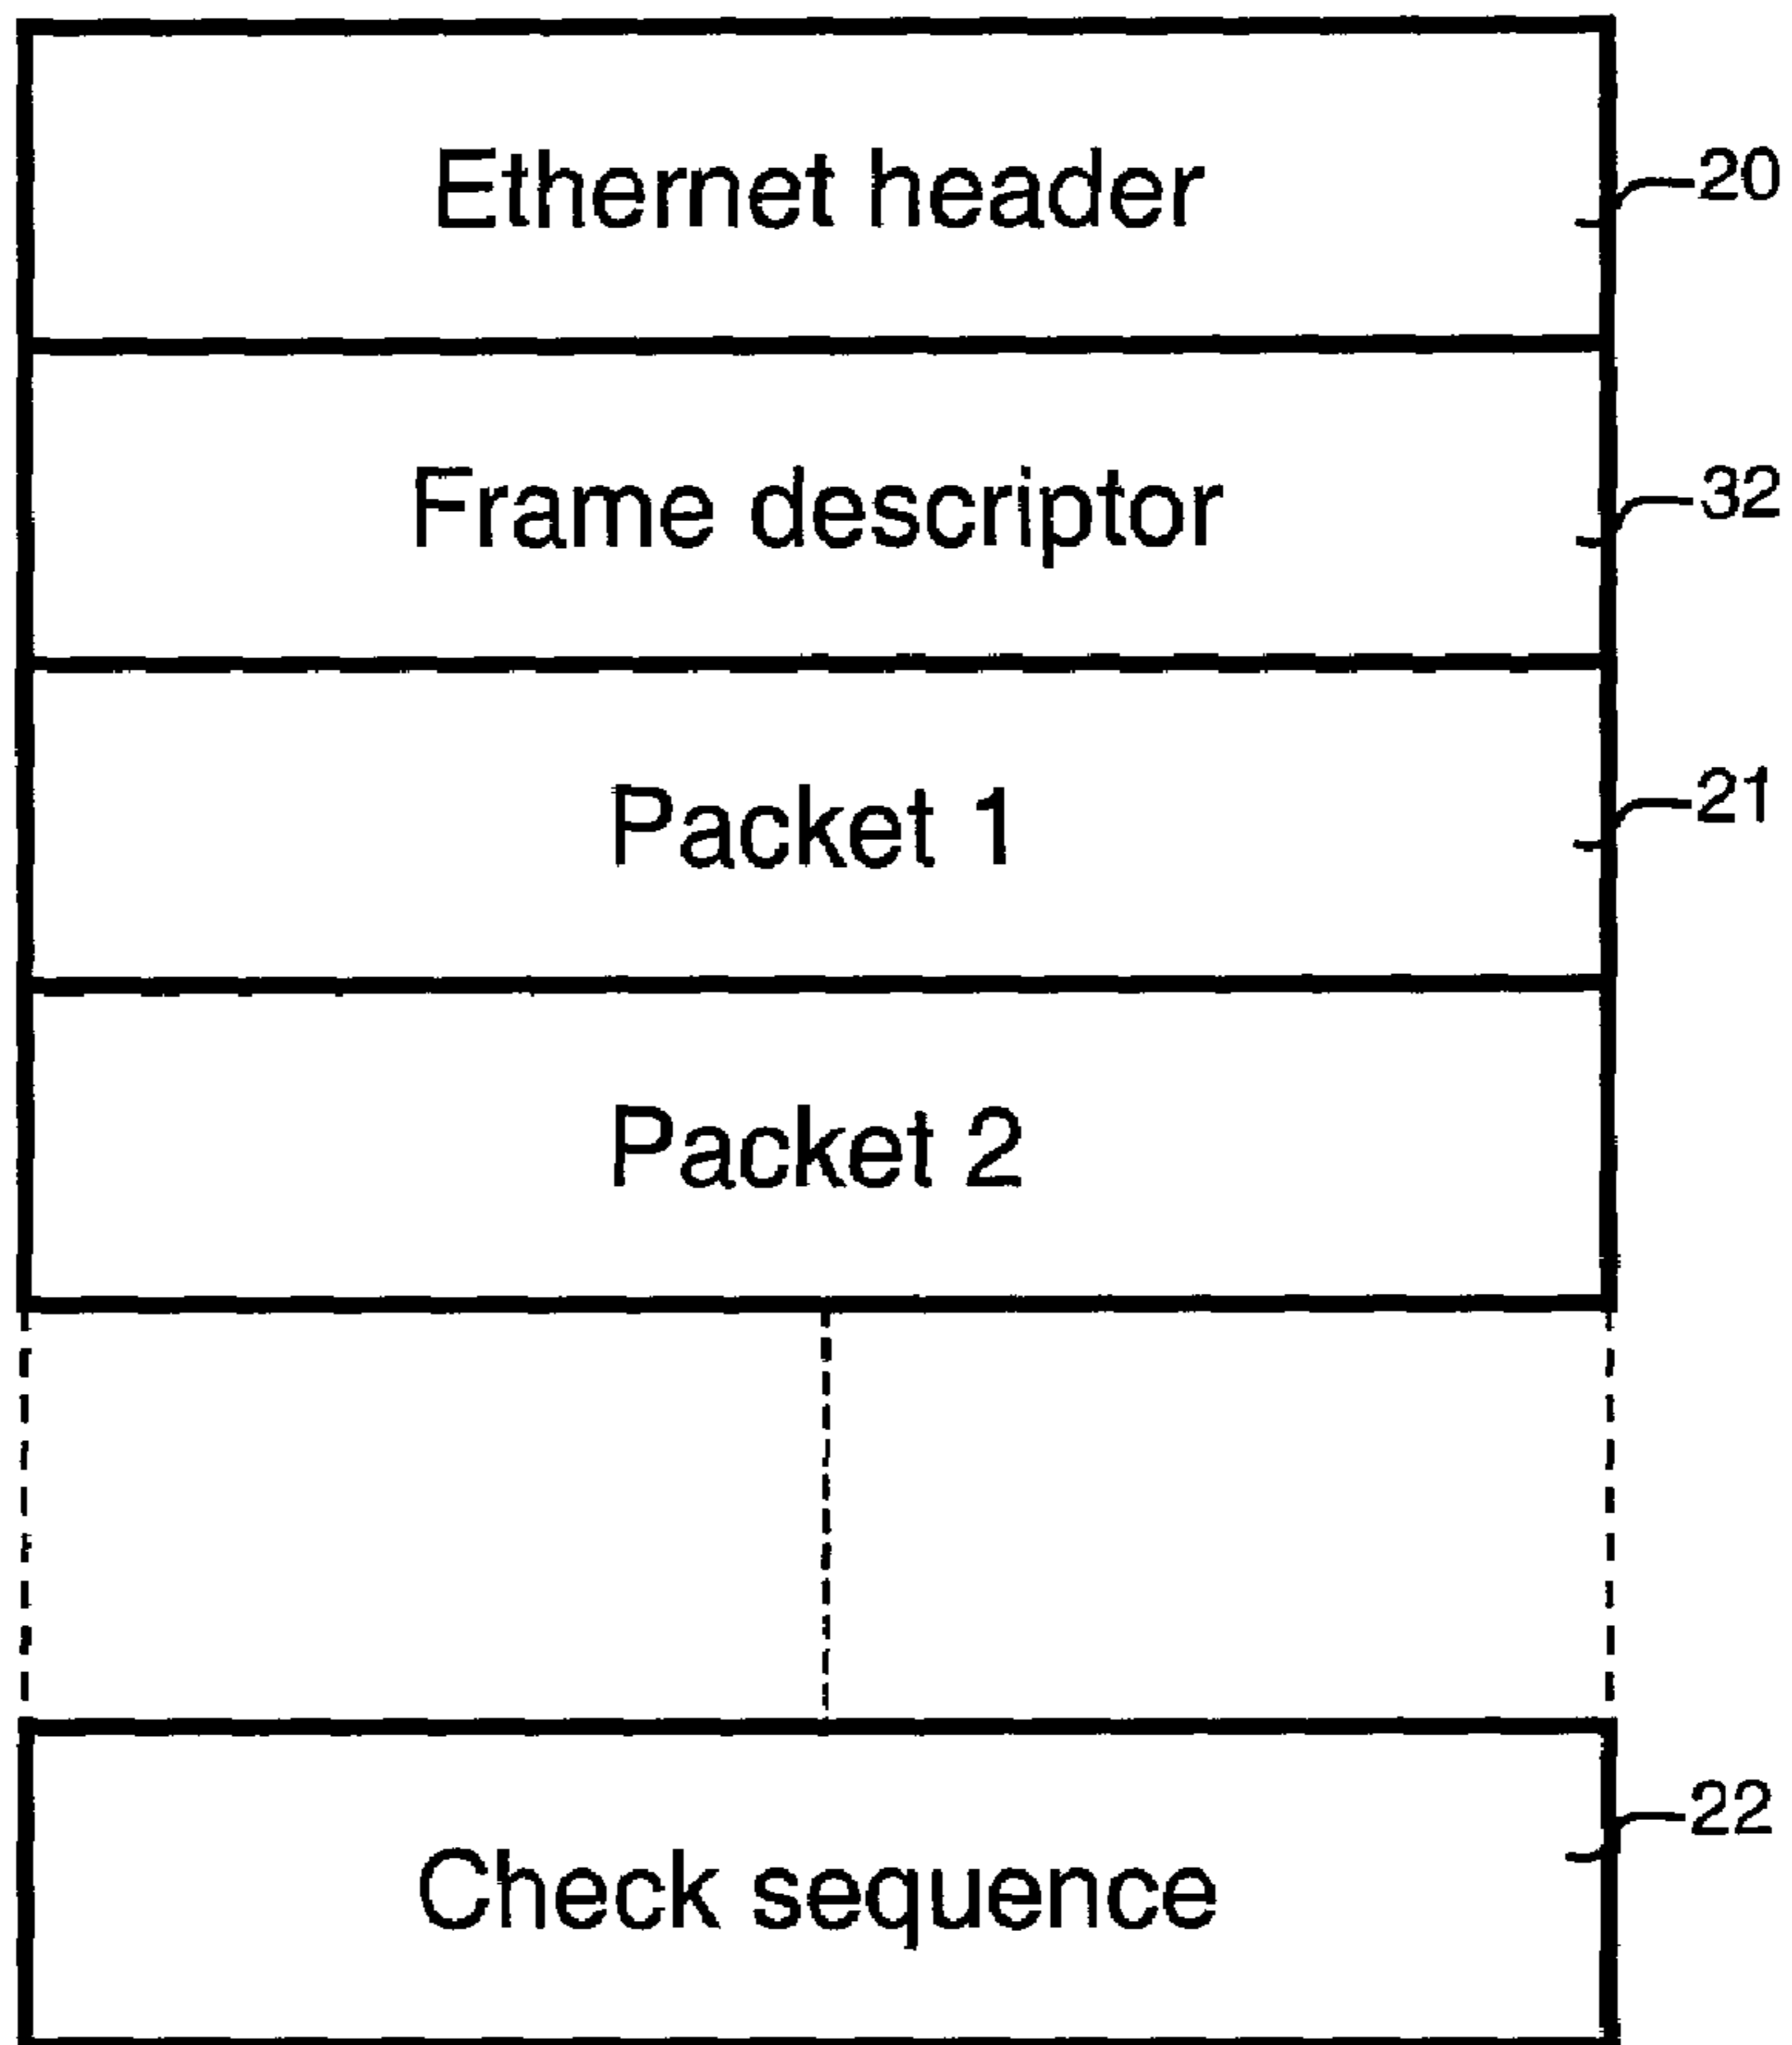 Ethernet header
20
Frame descriptor
32
Packet 1
21
Packet 2
Check sequence
22